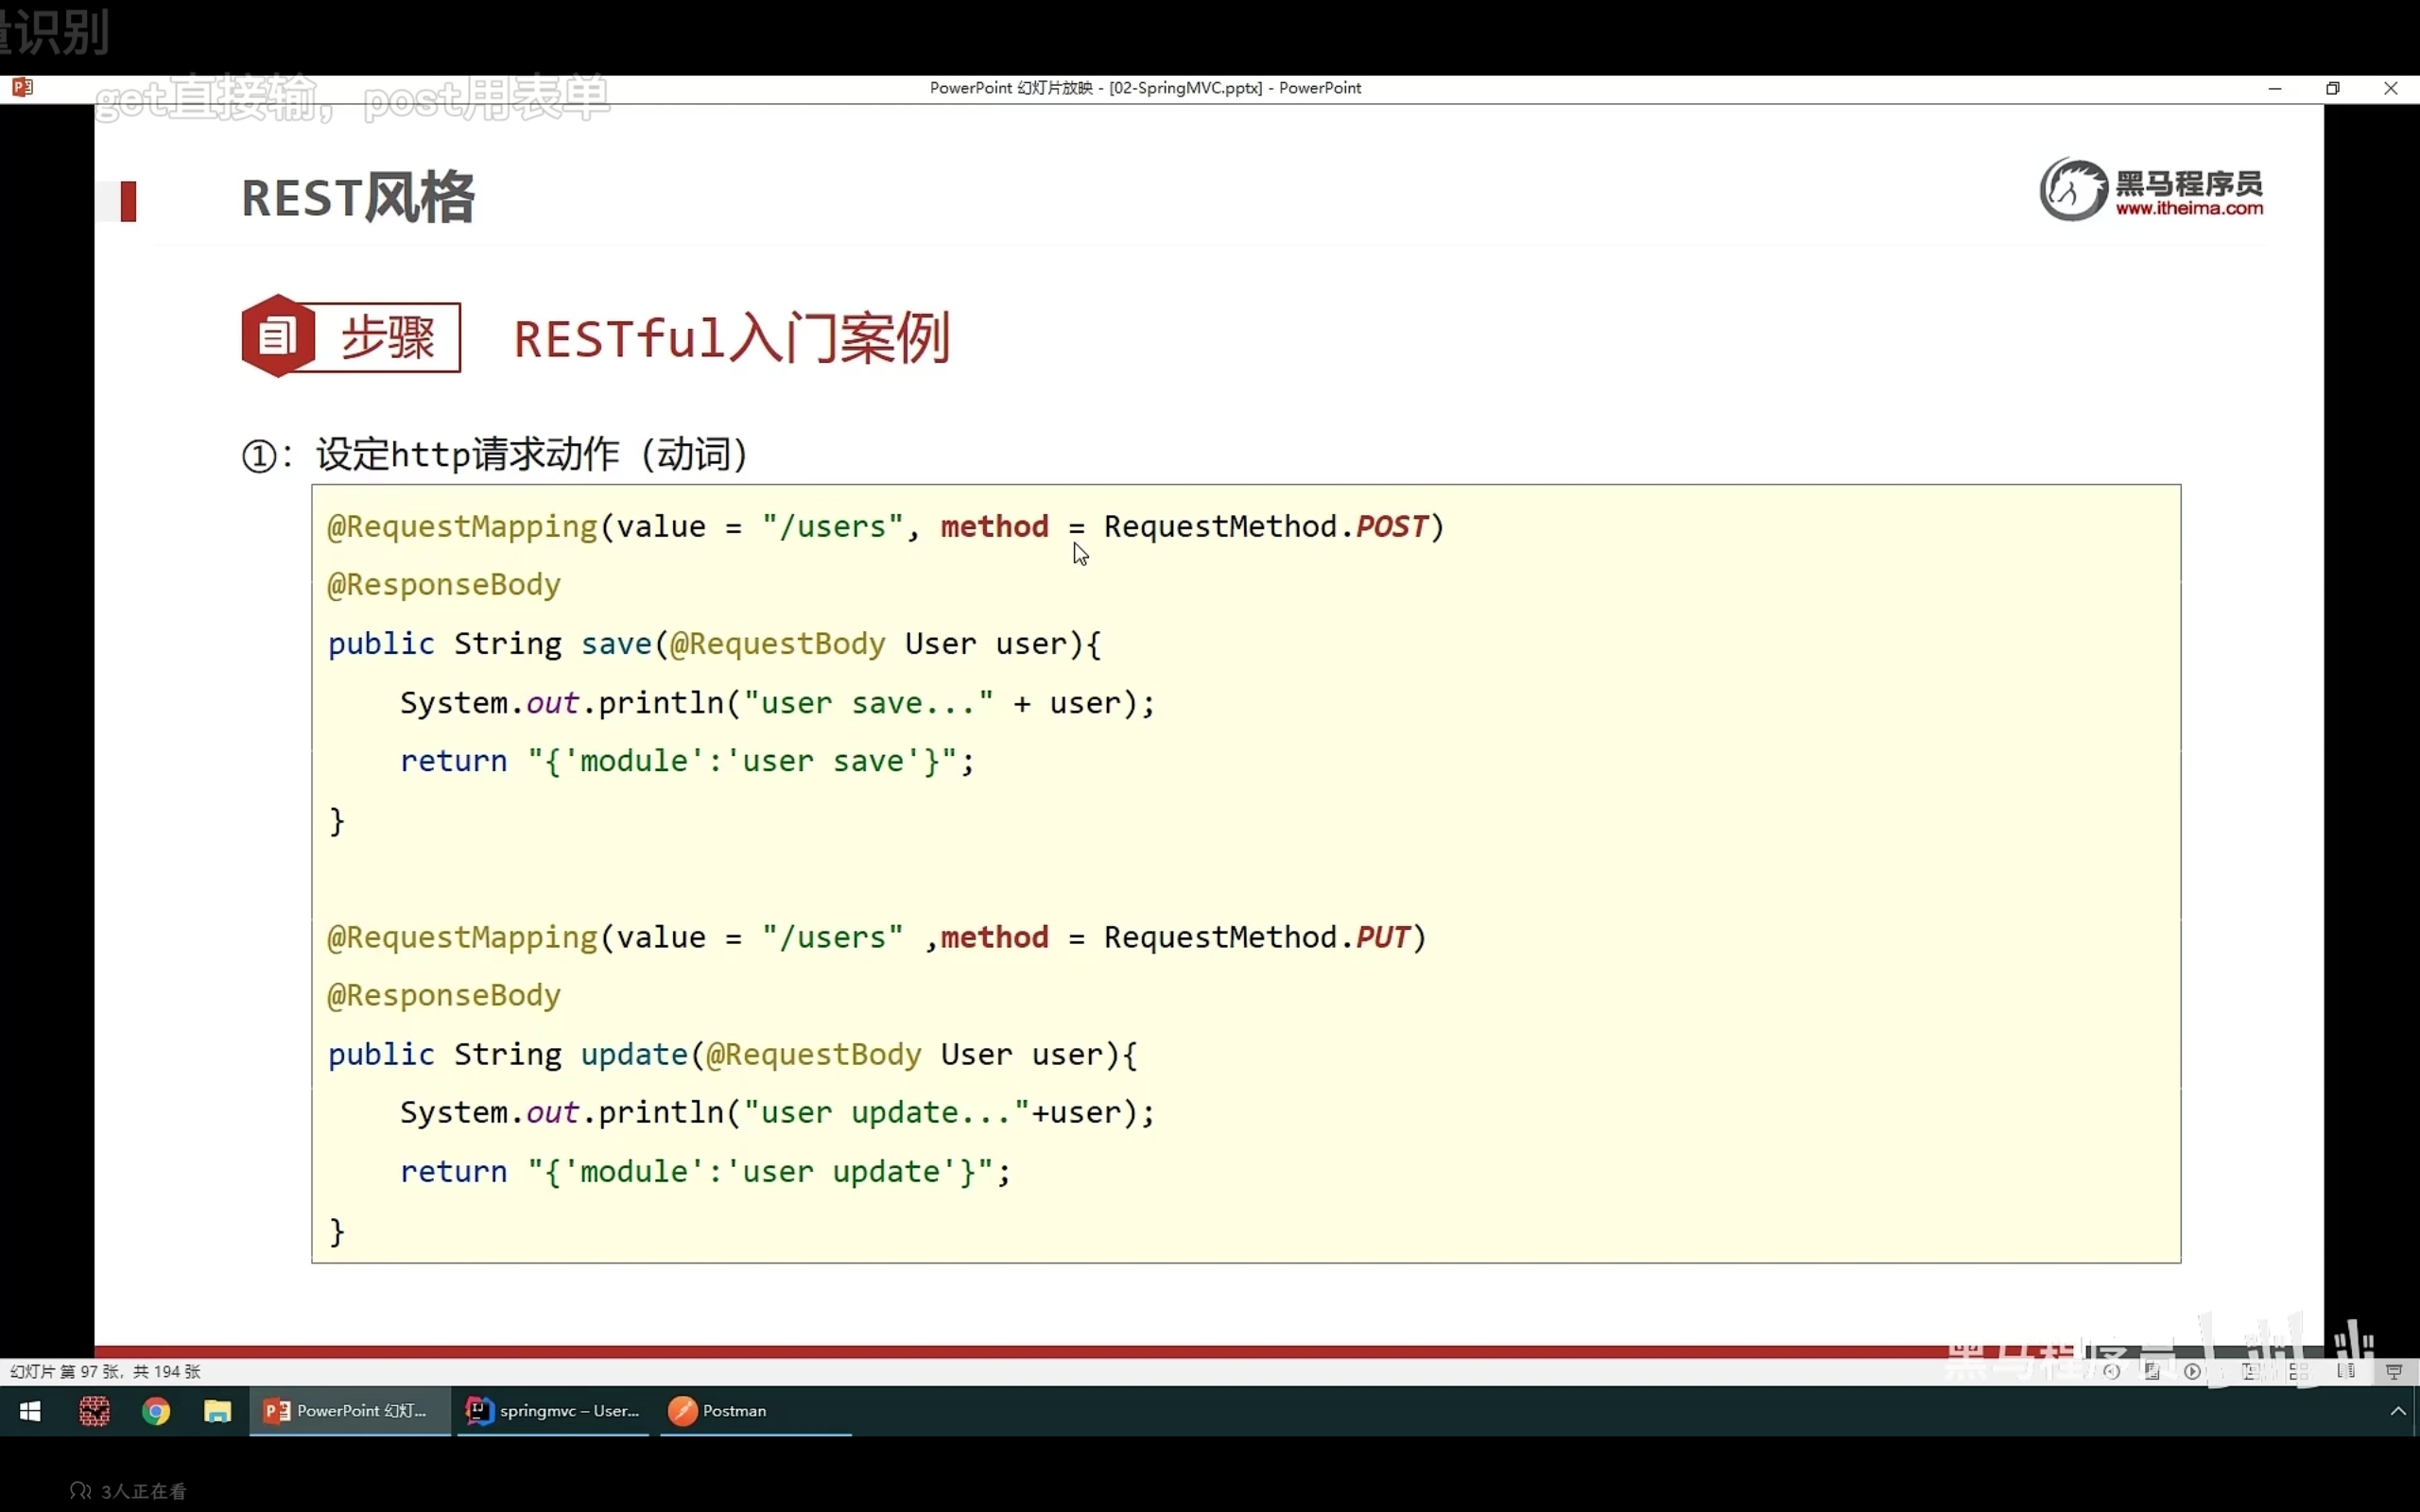 量识别
get直接输，post用表单
PowerPoint 幻灯片放映 - [02-SpringMVC.pptx] - PowerPoint
REST风格
黑马程序员
www.itheima.com
步骤
RESTful入门案例
①：设定http请求动作（动词）
@RequestMapping(value = "/users", method = RequestMethod.POST)
@ResponseBody
public String save(@RequestBody User user){
    System.out.println("user save..." + user);
    return "{'module':'user save'}";
}
@RequestMapping(value = "/users" ,method = RequestMethod.PUT)
@ResponseBody
public String update(@RequestBody User user){
    System.out.println("user update..."+user);
    return "{'module':'user update'}";
}
黑马程序员
幻灯片 第 97 张，共 194 张
PowerPoint 幻灯...
springmvc – User...
Postman
3人正在看